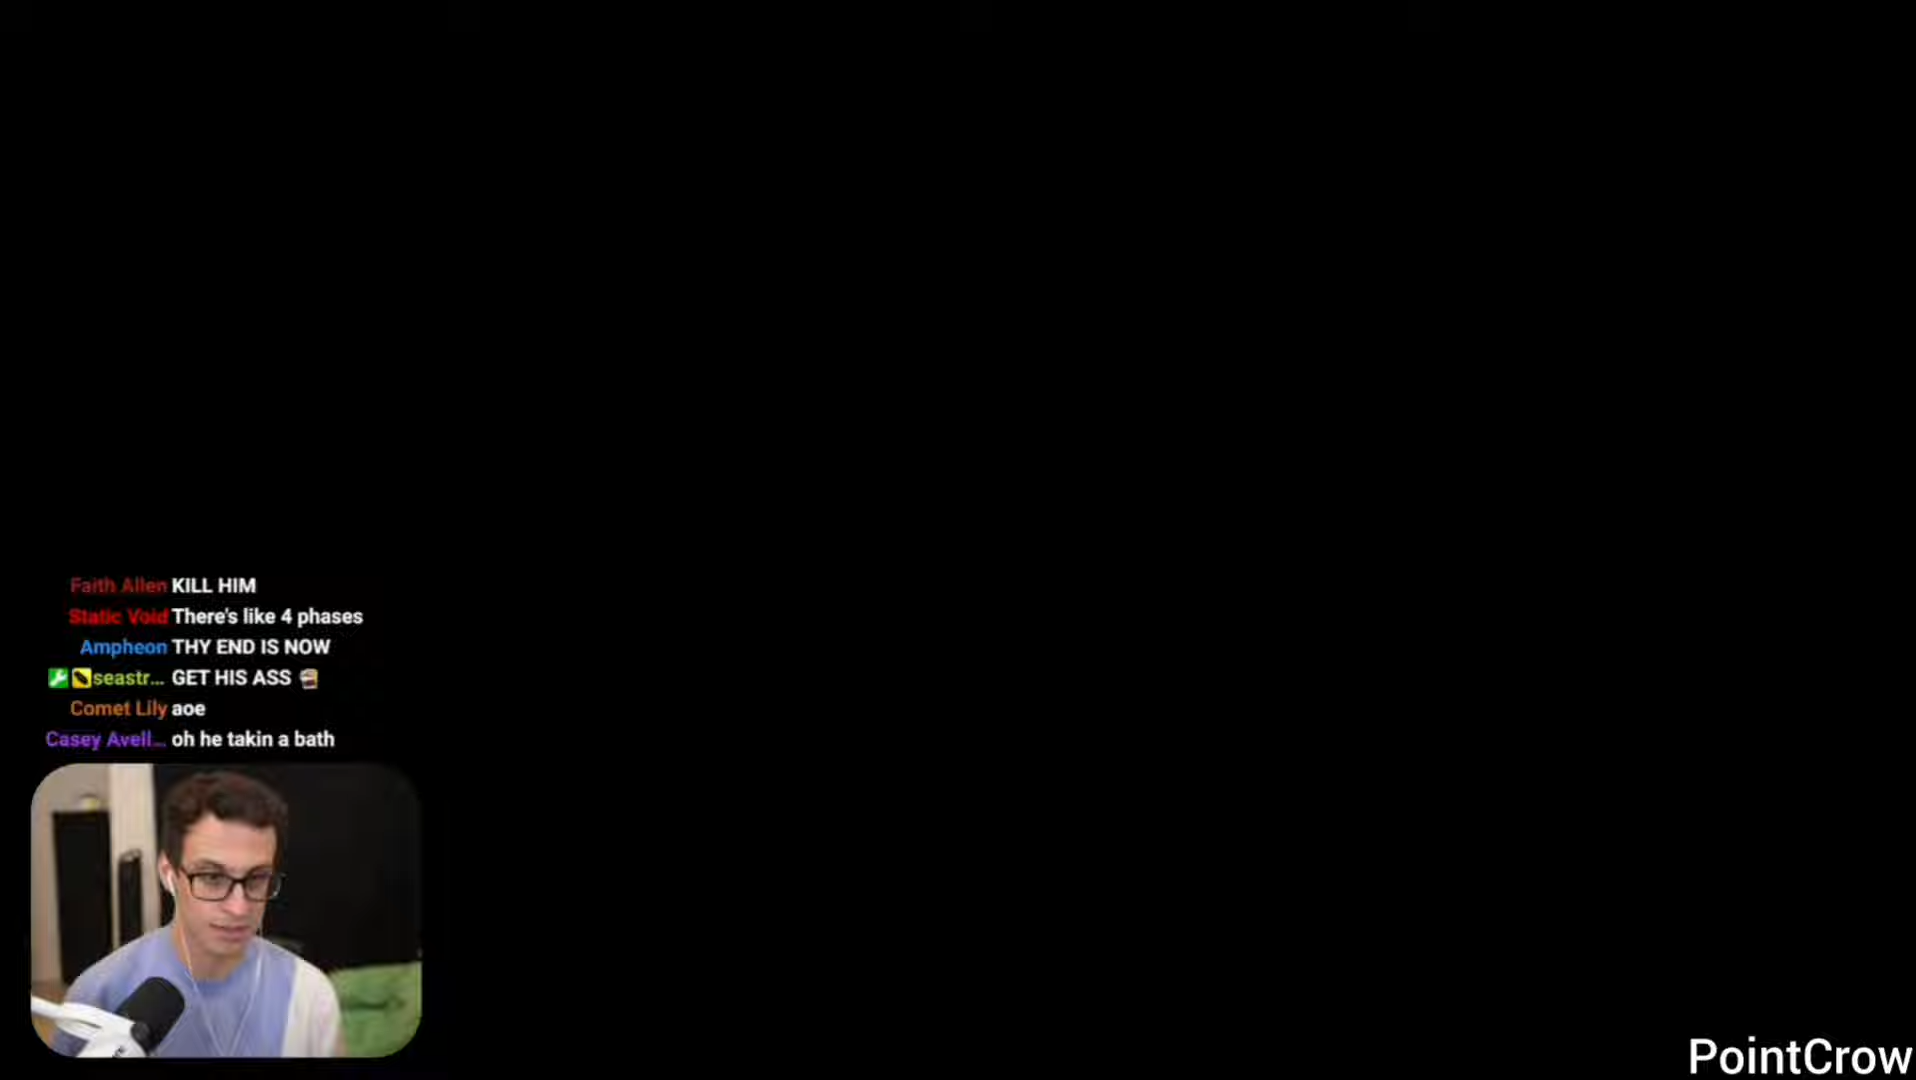 Faith Allen KILL HIM
Static Void There's like 4 phases
Ampheon THY END IS NOW
seastr... GET HIS ASS
Comet Lily aoe
Casey Avell... oh he takin a bath
PointCrow